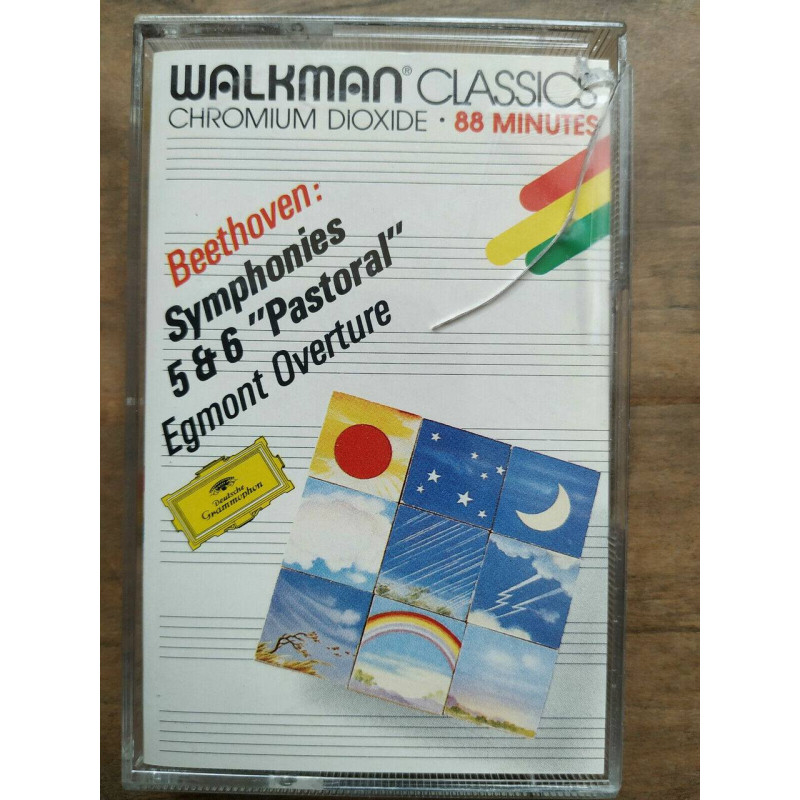 WALKMAN® CLASSICS
CHROMIUM DIOXIDE · 88 MINUTES
Beethoven:
Symphonies
5 & 6 "Pastoral"
Egmont Overture
Deutsche
Grammophon